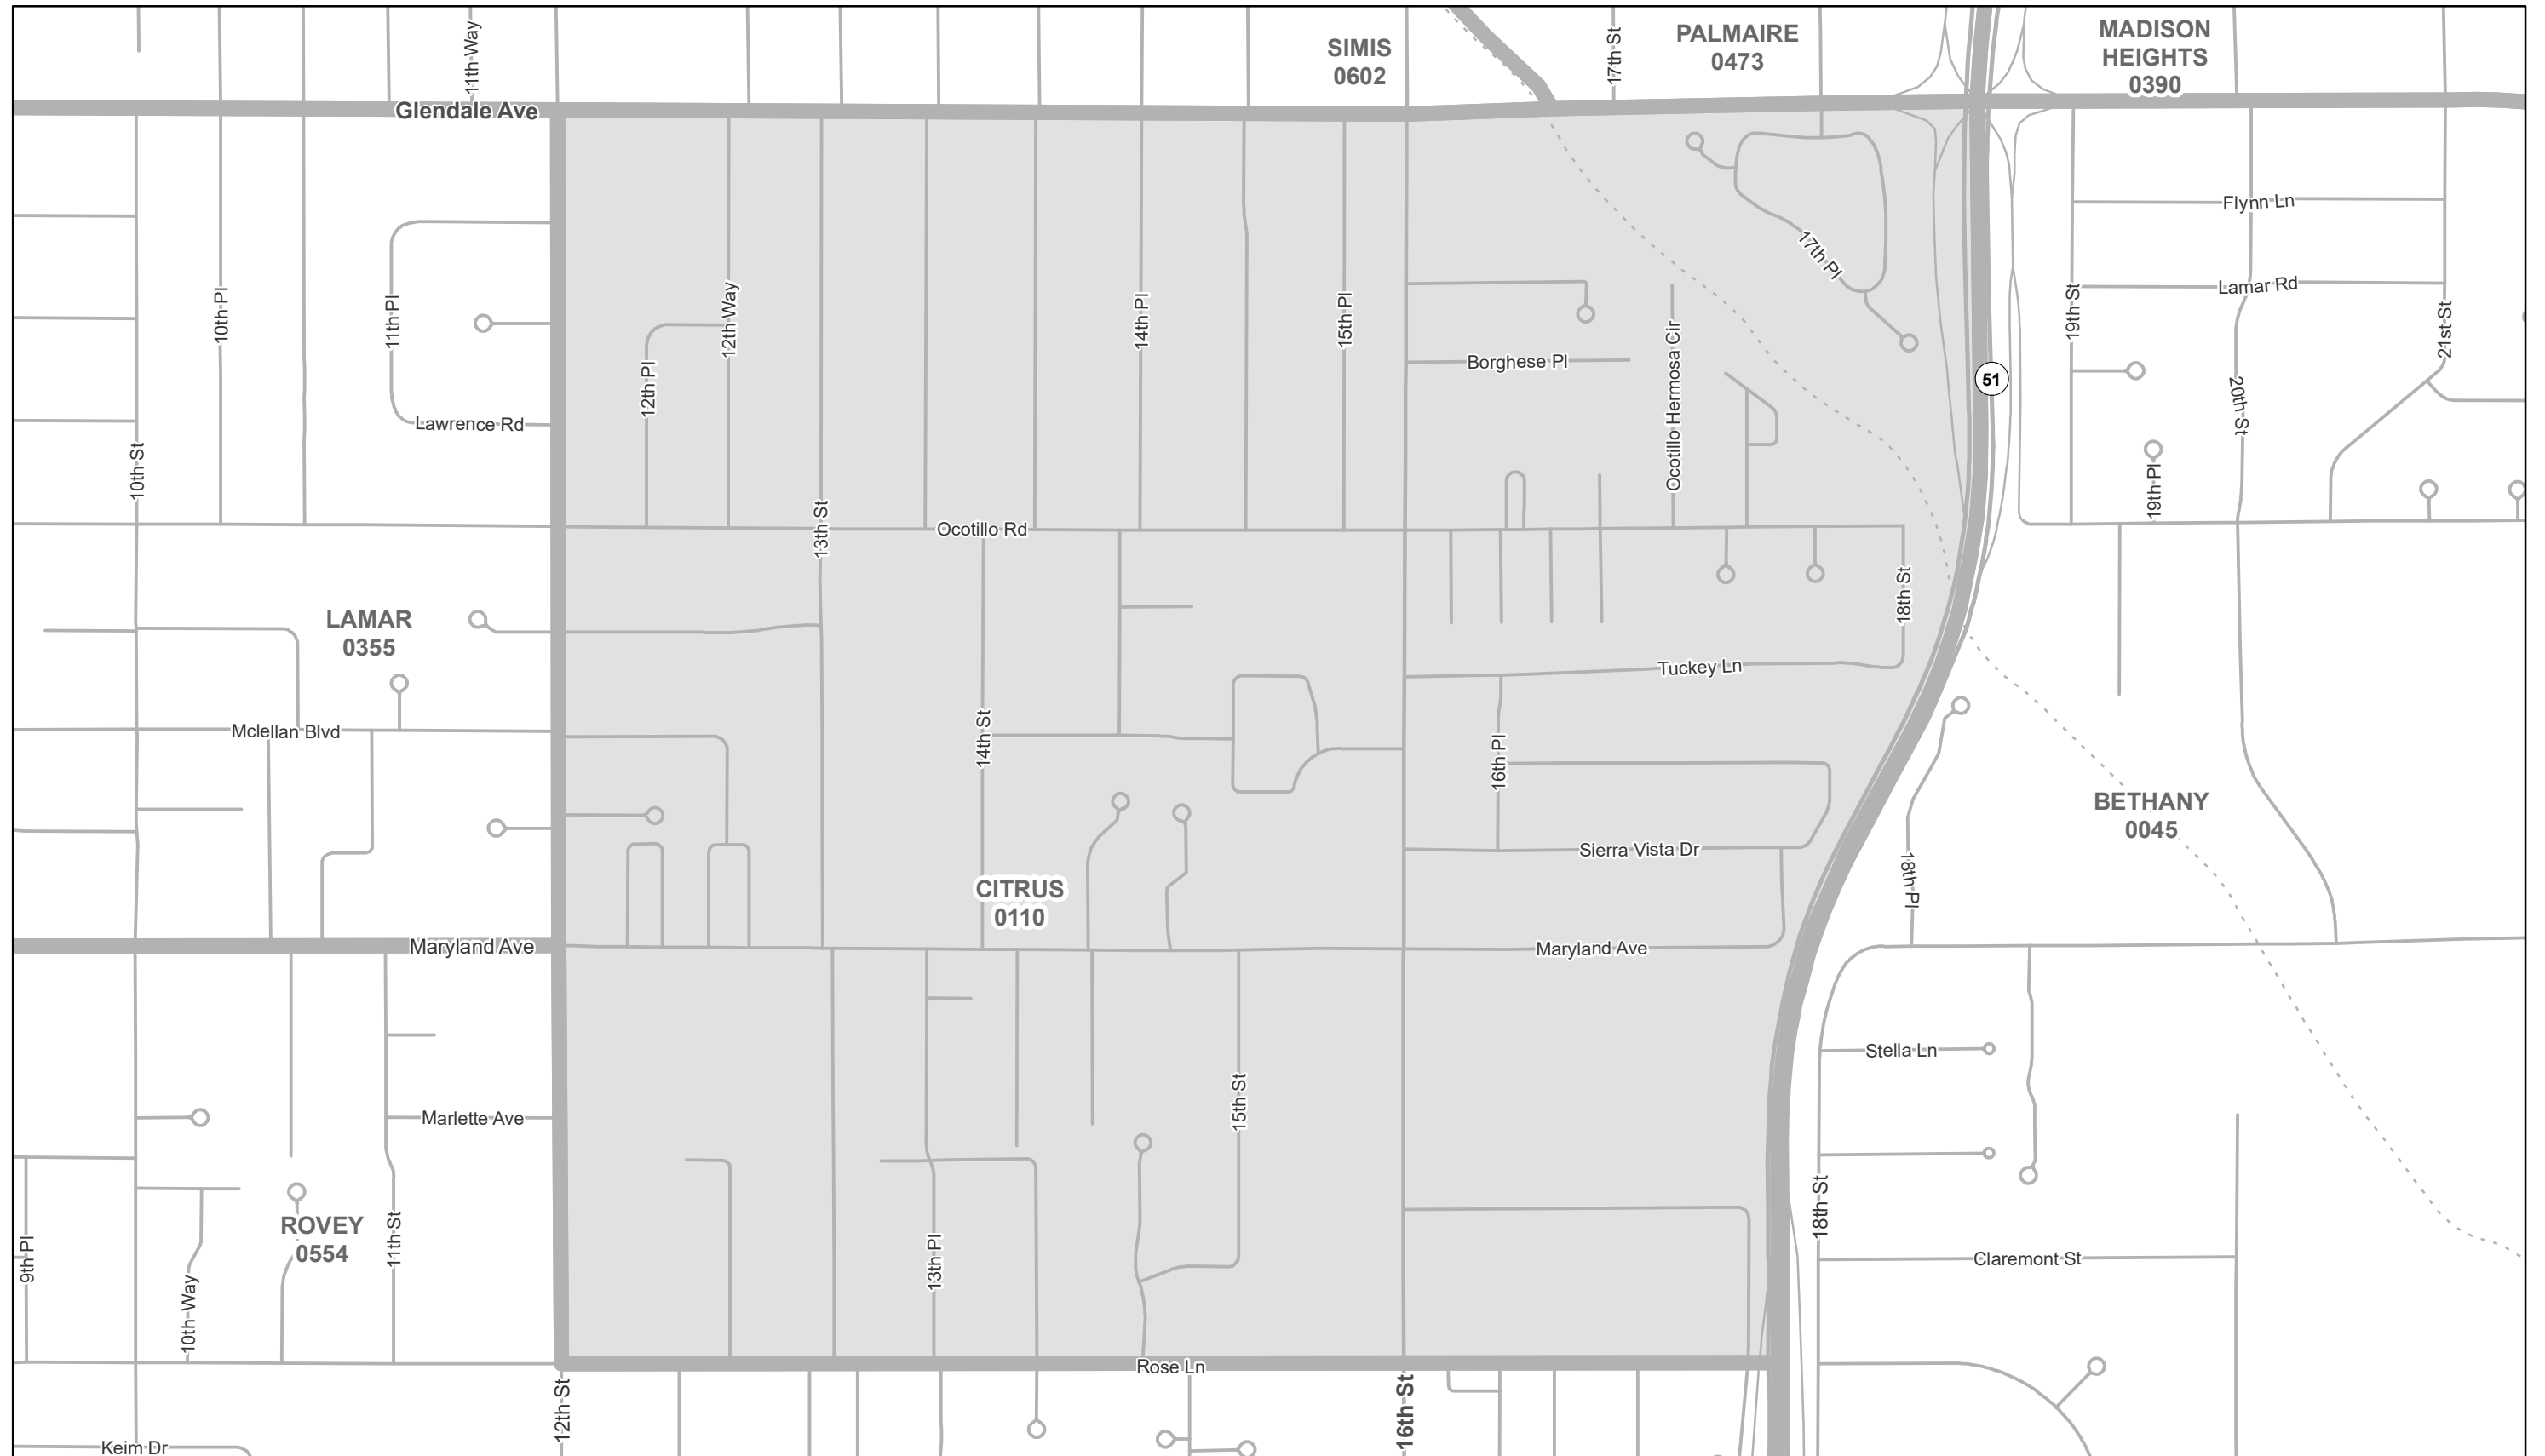 11th Way
SIMIS
0602
17th St
PALMAIRE
0473
MADISON
HEIGHTS
0390
Glendale Ave
Flynn Ln
17th Pl
Lamar Rd
10th Pl
11th Pl
12th Way
14th Pl
15th Pl
19th St
21st St
Borghese Pl
Ocotillo Hermosa Cir
51
12th Pl
20th St
Lawrence Rd
10th St
19th Pl
13th St
Ocotillo Rd
18th St
LAMAR
0355
Tuckey Ln
Mclellan Blvd
14th St
16th Pl
BETHANY
0045
Sierra Vista Dr
18th Pl
CITRUS
0110
Maryland Ave
Maryland Ave
Stella Ln
15th St
Marlette Ave
18th St
ROVEY
0554
11th St
9th Pl
13th Pl
Claremont St
10th Way
Rose Ln
12th St
16th St
Keim Dr